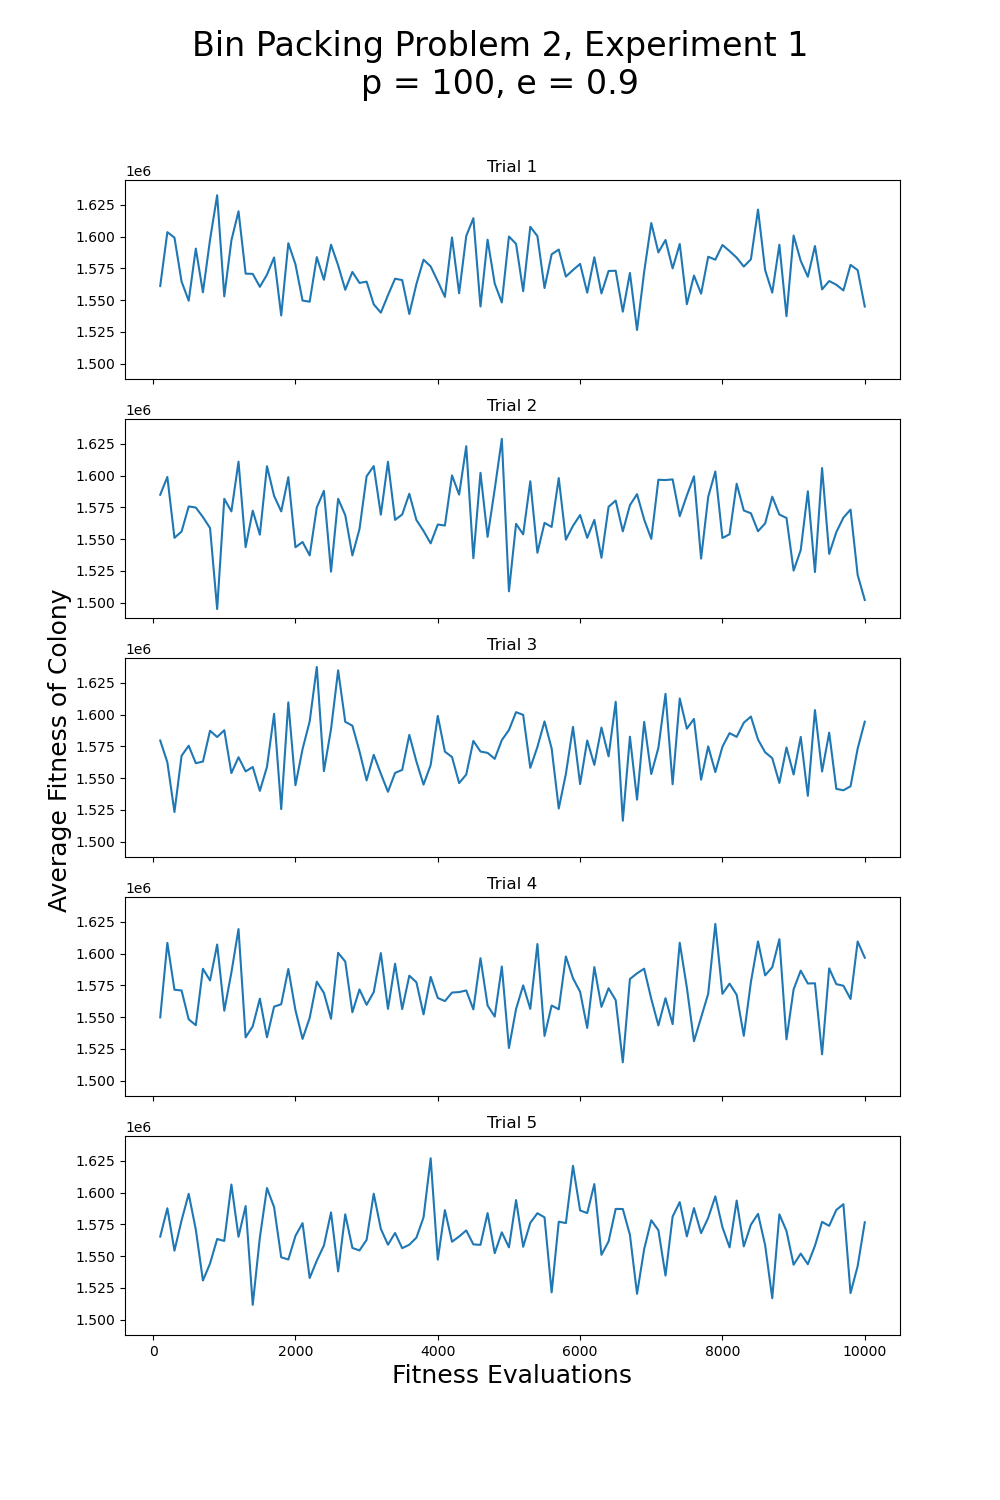 Bin Packing Problem 2, Experiment 1
p = 100, e = 0.9
Average Fitness of Colony
Trial 1
1e6
1.625
1.600
1.575
1.550
1.525
1.500
Trial 2
1e6
1.625
1.600
1.575
1.550
1.525
1.500
Trial 3
1e6
1.625
1.600
1.575
1.550
1.525
1.500
Trial 4
1e6
1.625
1.600
1.575
1.550
1.525
1.500
Trial 5
1e6
1.625
1.600
1.575
1.550
1.525
1.500
0 2000 4000 6000 8000 10000
Fitness Evaluations